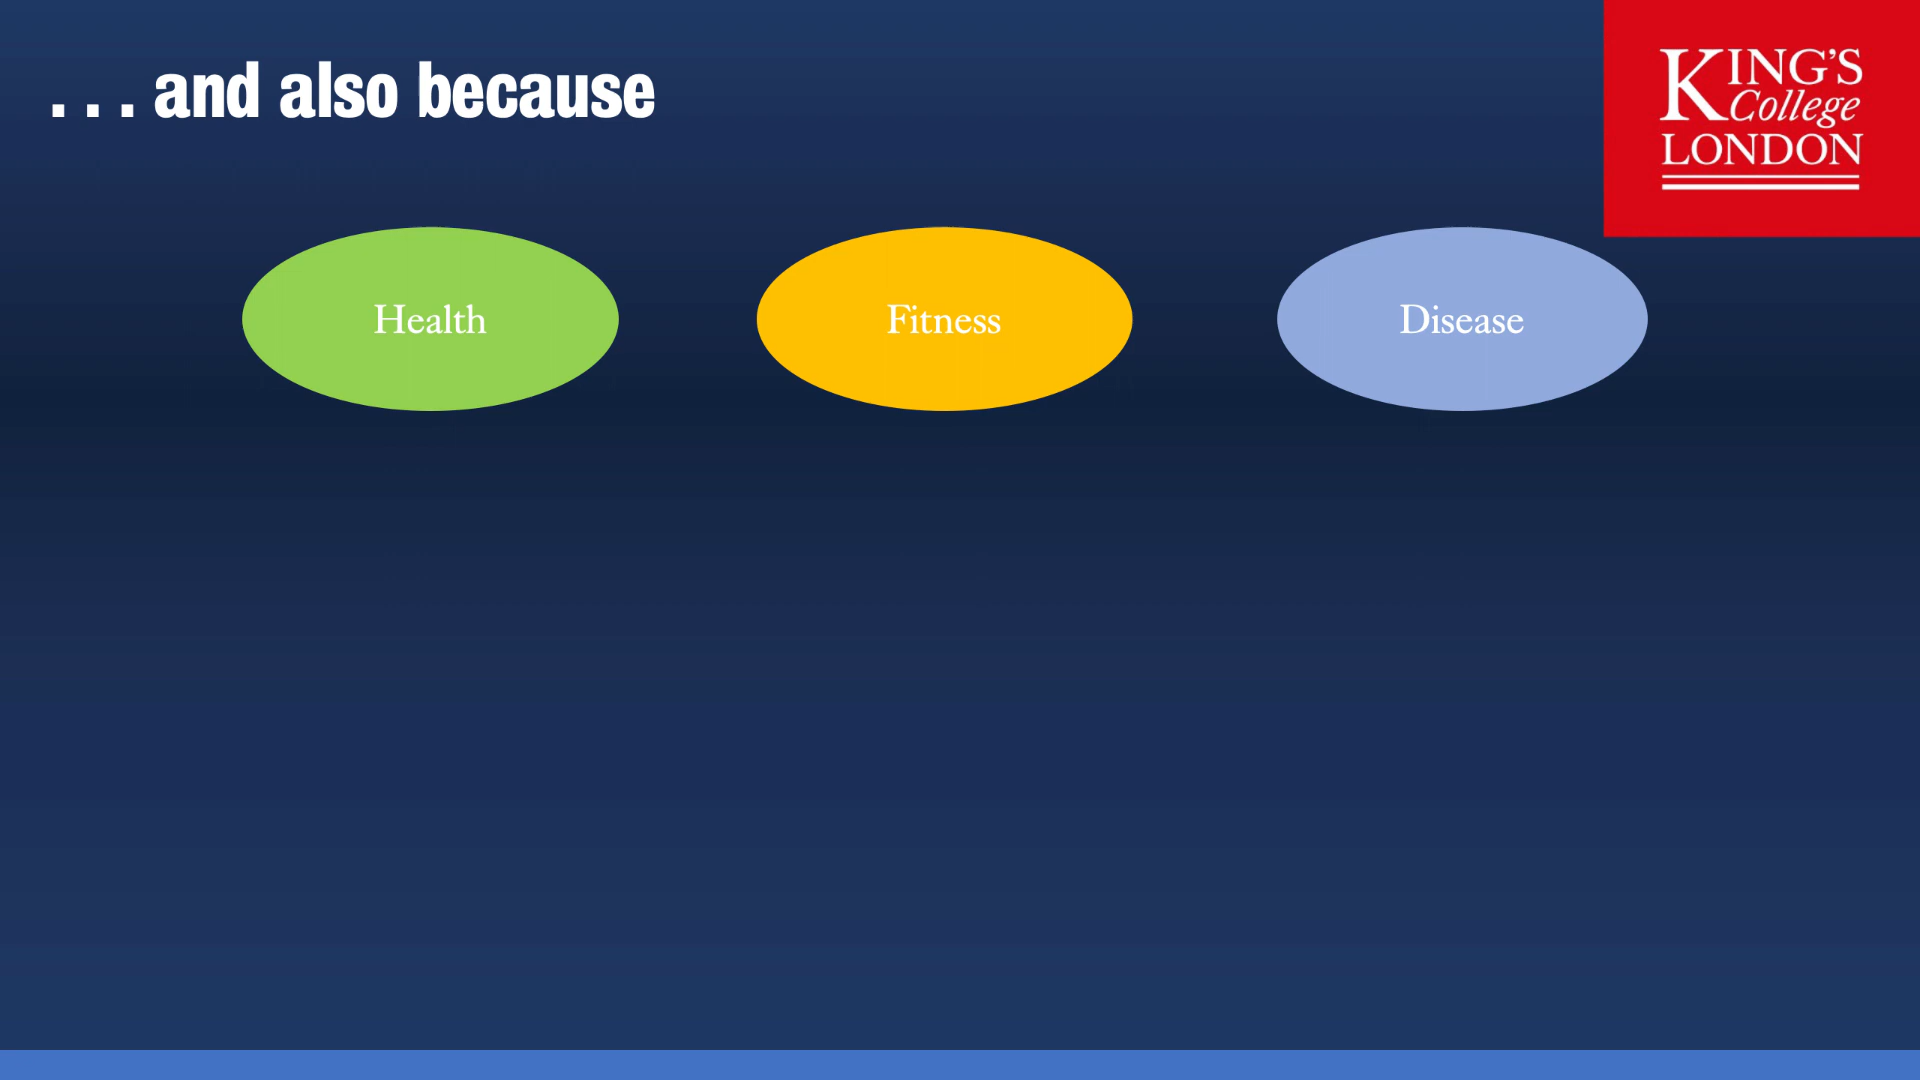 . . . and also because
KING'S
College
LONDON
Health
Fitness
Disease